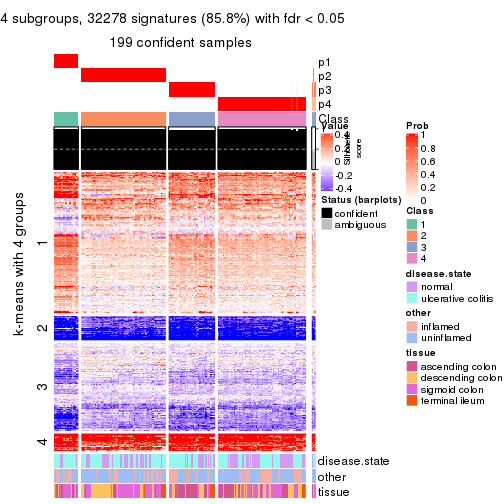 4 subgroups, 32278 signatures (85.8%) with fdr < 0.05
199 confident samples
p1
p2
p3
p4
Class
Silhouette
score
k-means with 4 groups
1
2
3
4
disease.state
other
tissue
Value
0.4
0.2
0
-0.2
-0.4
Status (barplots)
confident
ambiguous
Prob
1
0.8
0.6
0.4
0.2
0
Class
1
2
3
4
disease.state
normal
ulcerative colitis
other
inflamed
uninflamed
tissue
ascending colon
descending colon
sigmoid colon
terminal ileum